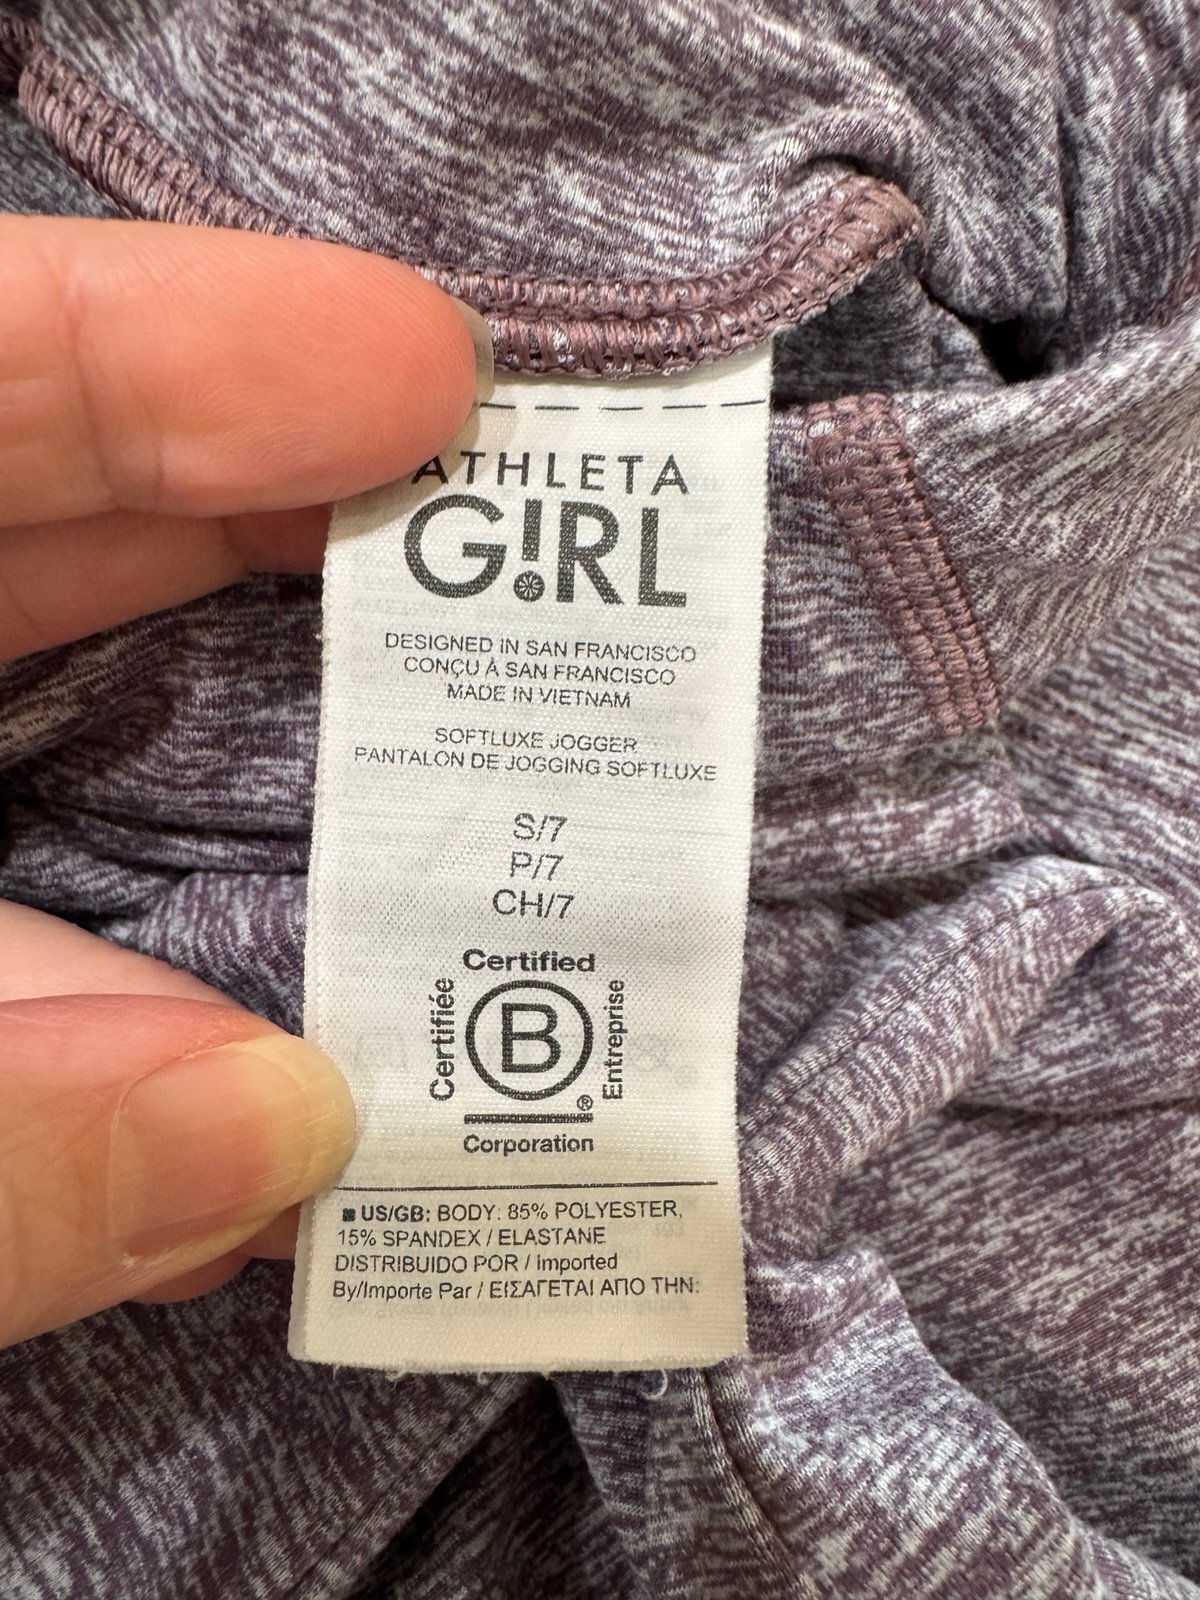 ATHLETA
G!RL
DESIGNED IN SAN FRANCISCO
CONÇU À SAN FRANCISCO
MADE IN VIETNAM
SOFTLUXE JOGGER
PANTALON DE JOGGING SOFTLUXE
S/7
P/7
CH/7
Certified
Certifiée
B
Entreprise
®
Corporation
US/GB: BODY: 85% POLYESTER,
15% SPANDEX / ELASTANE
DISTRIBUIDO POR / Imported
By/Importe Par / ΕΙΣΑΓΕΤΑΙ ΑΠΟ ΤΗΝ: